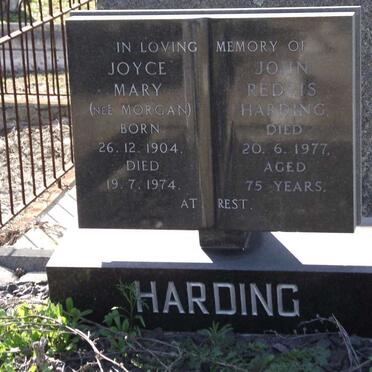 IN LOVING MEMORY OF
JOYCE
MARY
(NEÉ MORGAN)
BORN
26.12.1904.
DIED
19.7.1974.
JOHN
HARDING
DIED
20.6.1977,
AGED
75 YEARS.
AT REST.
HARDING